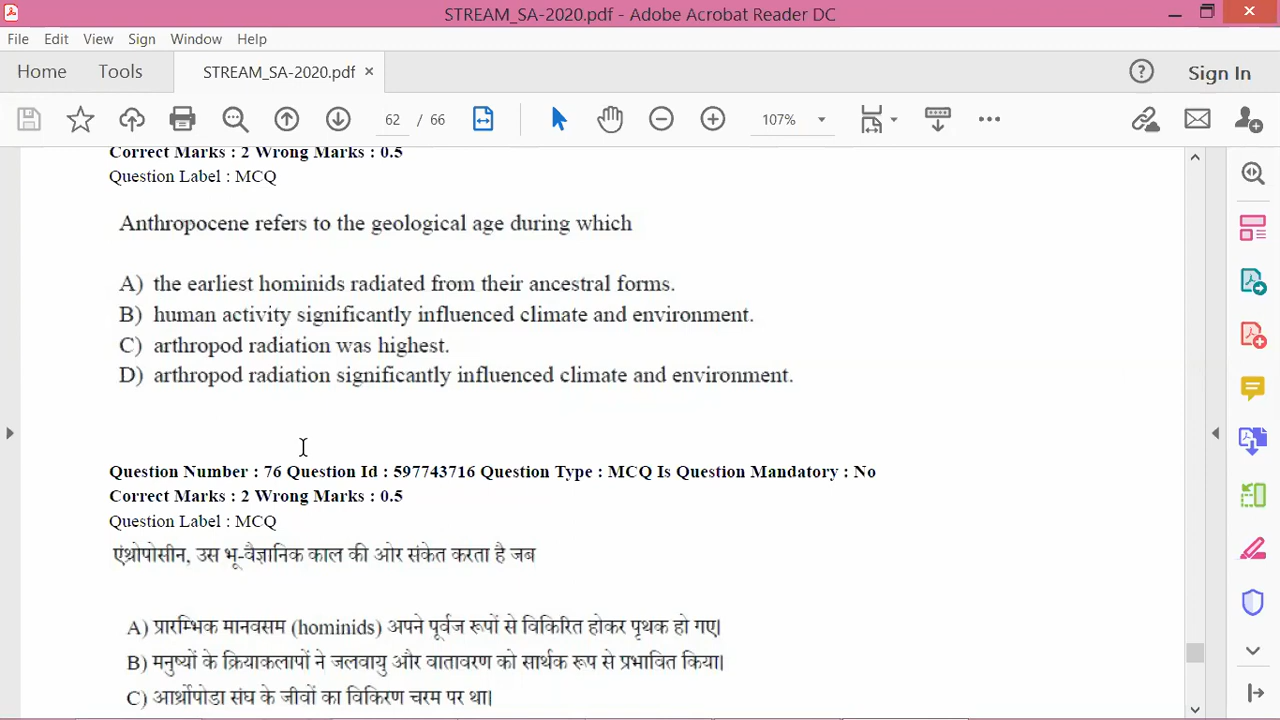 STREAM_SA-2020.pdf - Adobe Acrobat Reader DC
File Edit View Sign Window Help
Home Tools STREAM_SA-2020.pdf × Sign In
62 / 66 107%
Correct Marks : 2 Wrong Marks : 0.5
Question Label : MCQ
Anthropocene refers to the geological age during which
A) the earliest hominids radiated from their ancestral forms.
B) human activity significantly influenced climate and environment.
C) arthropod radiation was highest.
D) arthropod radiation significantly influenced climate and environment.
Question Number : 76 Question Id : 597743716 Question Type : MCQ Is Question Mandatory : No
Correct Marks : 2 Wrong Marks : 0.5
Question Label : MCQ
एंथ्रोपोसीन, उस भू-वैज्ञानिक काल की ओर संकेत करता है जब
A) प्रारम्भिक मानवसम (hominids) अपने पूर्वज रूपों से विकिरित होकर पृथक हो गए।
B) मनुष्यों के क्रियाकलापों ने जलवायु और वातावरण को सार्थक रूप से प्रभावित किया।
C) आर्थ्रोपोडा संघ के जीवों का विकिरण चरम पर था।